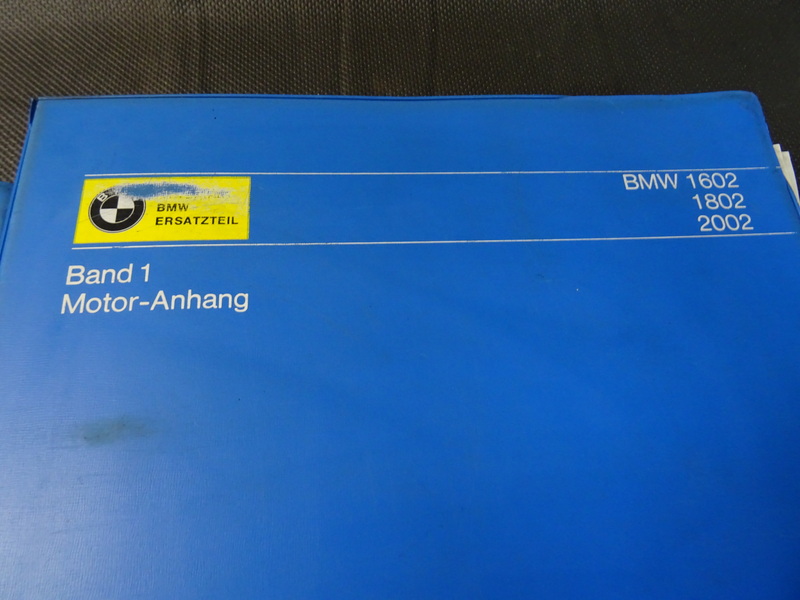 BMW 1602
1802
2002
BMW
ERSATZTEIL
Band 1
Motor-Anhang